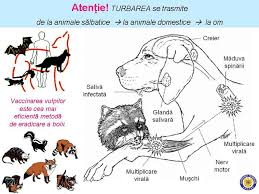 Atenție! TURBAREA se trasmite
de la animale sălbatice → la animale domestice → la om
Creier
Măduva
spinării
Salivă
infectată
Glandă
salivară
Vaccinarea vulpilor
este cea mai
eficientă metodă
de eradicare a bolii.
Multiplicare
virală
Nerv
motor
Multiplicare
virală
Mușchi